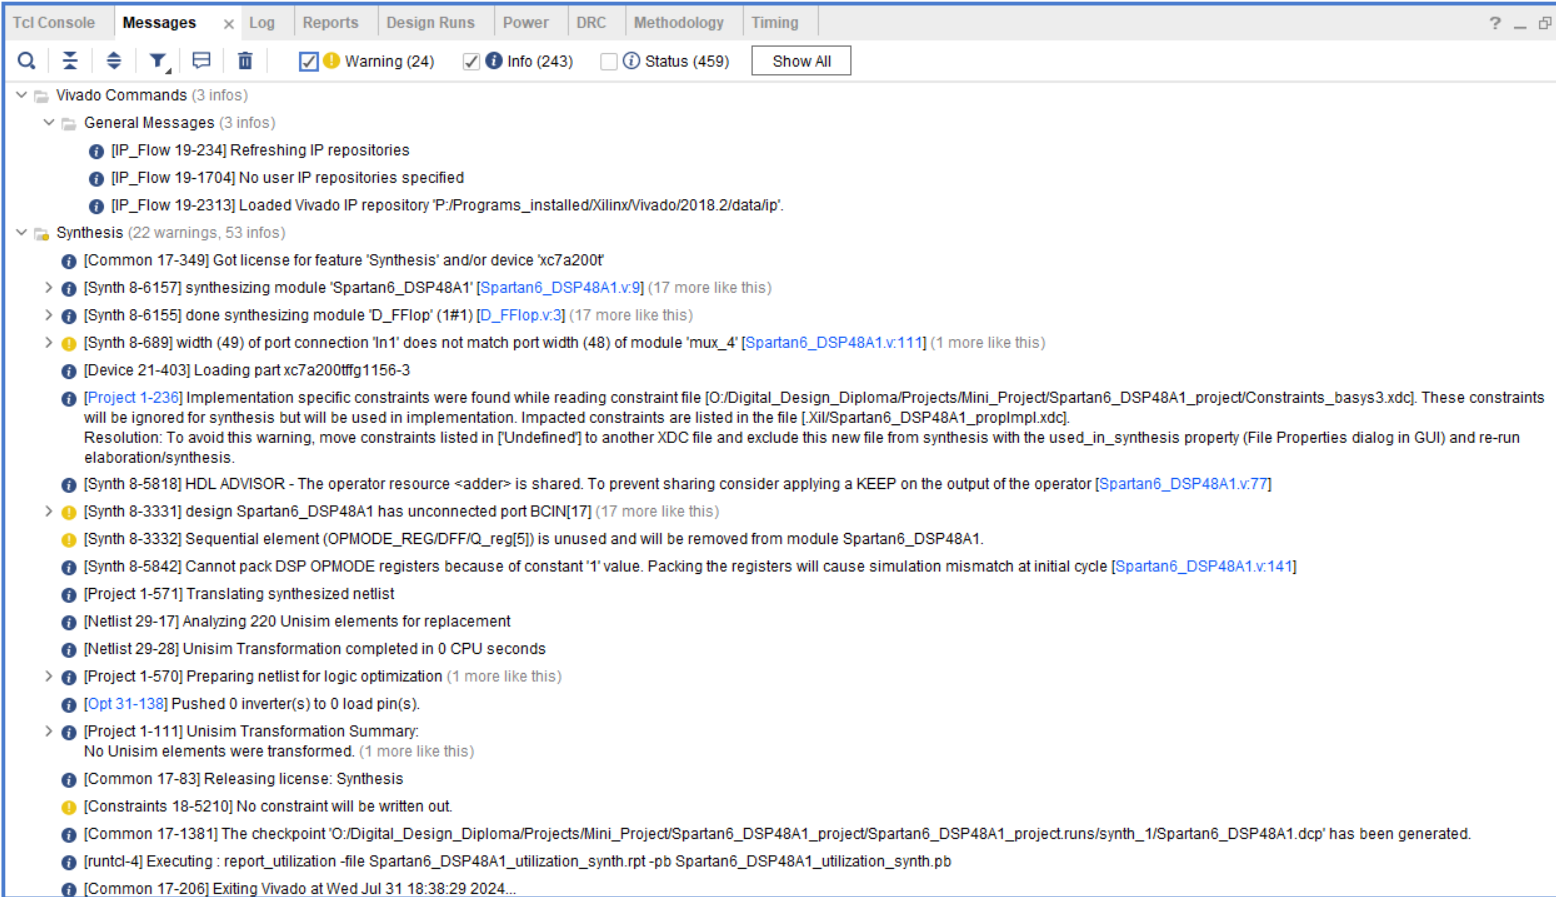 Tcl Console Messages × Log Reports Design Runs Power DRC Methodology Timing ? _
Warning (24) Info (243) Status (459) Show All
Vivado Commands (3 infos)
General Messages (3 infos)
[IP_Flow 19-234] Refreshing IP repositories
[IP_Flow 19-1704] No user IP repositories specified
[IP_Flow 19-2313] Loaded Vivado IP repository 'P:/Programs_installed/Xilinx/Vivado/2018.2/data/ip'.
Synthesis (22 warnings, 53 infos)
[Common 17-349] Got license for feature 'Synthesis' and/or device 'xc7a200t'
[Synth 8-6157] synthesizing module 'Spartan6_DSP48A1' [Spartan6_DSP48A1.v:9] (17 more like this)
[Synth 8-6155] done synthesizing module 'D_FFlop' (1#1) [D_FFlop.v:3] (17 more like this)
[Synth 8-689] width (49) of port connection 'In1' does not match port width (48) of module 'mux_4' [Spartan6_DSP48A1.v:111] (1 more like this)
[Device 21-403] Loading part xc7a200tffg1156-3
[Project 1-236] Implementation specific constraints were found while reading constraint file [O:/Digital_Design_Diploma/Projects/Mini_Project/Spartan6_DSP48A1_project/Constraints_basys3.xdc]. These constraints
will be ignored for synthesis but will be used in implementation. Impacted constraints are listed in the file [.Xil/Spartan6_DSP48A1_propImpl.xdc].
Resolution: To avoid this warning, move constraints listed in ['Undefined'] to another XDC file and exclude this new file from synthesis with the used_in_synthesis property (File Properties dialog in GUI) and re-run
elaboration/synthesis.
[Synth 8-5818] HDL ADVISOR - The operator resource <adder> is shared. To prevent sharing consider applying a KEEP on the output of the operator [Spartan6_DSP48A1.v:77]
[Synth 8-3331] design Spartan6_DSP48A1 has unconnected port BCIN[17] (17 more like this)
[Synth 8-3332] Sequential element (OPMODE_REG/DFF/Q_reg[5]) is unused and will be removed from module Spartan6_DSP48A1.
[Synth 8-5842] Cannot pack DSP OPMODE registers because of constant '1' value. Packing the registers will cause simulation mismatch at initial cycle [Spartan6_DSP48A1.v:141]
[Project 1-571] Translating synthesized netlist
[Netlist 29-17] Analyzing 220 Unisim elements for replacement
[Netlist 29-28] Unisim Transformation completed in 0 CPU seconds
[Project 1-570] Preparing netlist for logic optimization (1 more like this)
[Opt 31-138] Pushed 0 inverter(s) to 0 load pin(s).
[Project 1-111] Unisim Transformation Summary:
No Unisim elements were transformed. (1 more like this)
[Common 17-83] Releasing license: Synthesis
[Constraints 18-5210] No constraint will be written out.
[Common 17-1381] The checkpoint 'O:/Digital_Design_Diploma/Projects/Mini_Project/Spartan6_DSP48A1_project/Spartan6_DSP48A1_project.runs/synth_1/Spartan6_DSP48A1.dcp' has been generated.
[runtcl-4] Executing : report_utilization -file Spartan6_DSP48A1_utilization_synth.rpt -pb Spartan6_DSP48A1_utilization_synth.pb
[Common 17-206] Exiting Vivado at Wed Jul 31 18:38:29 2024...